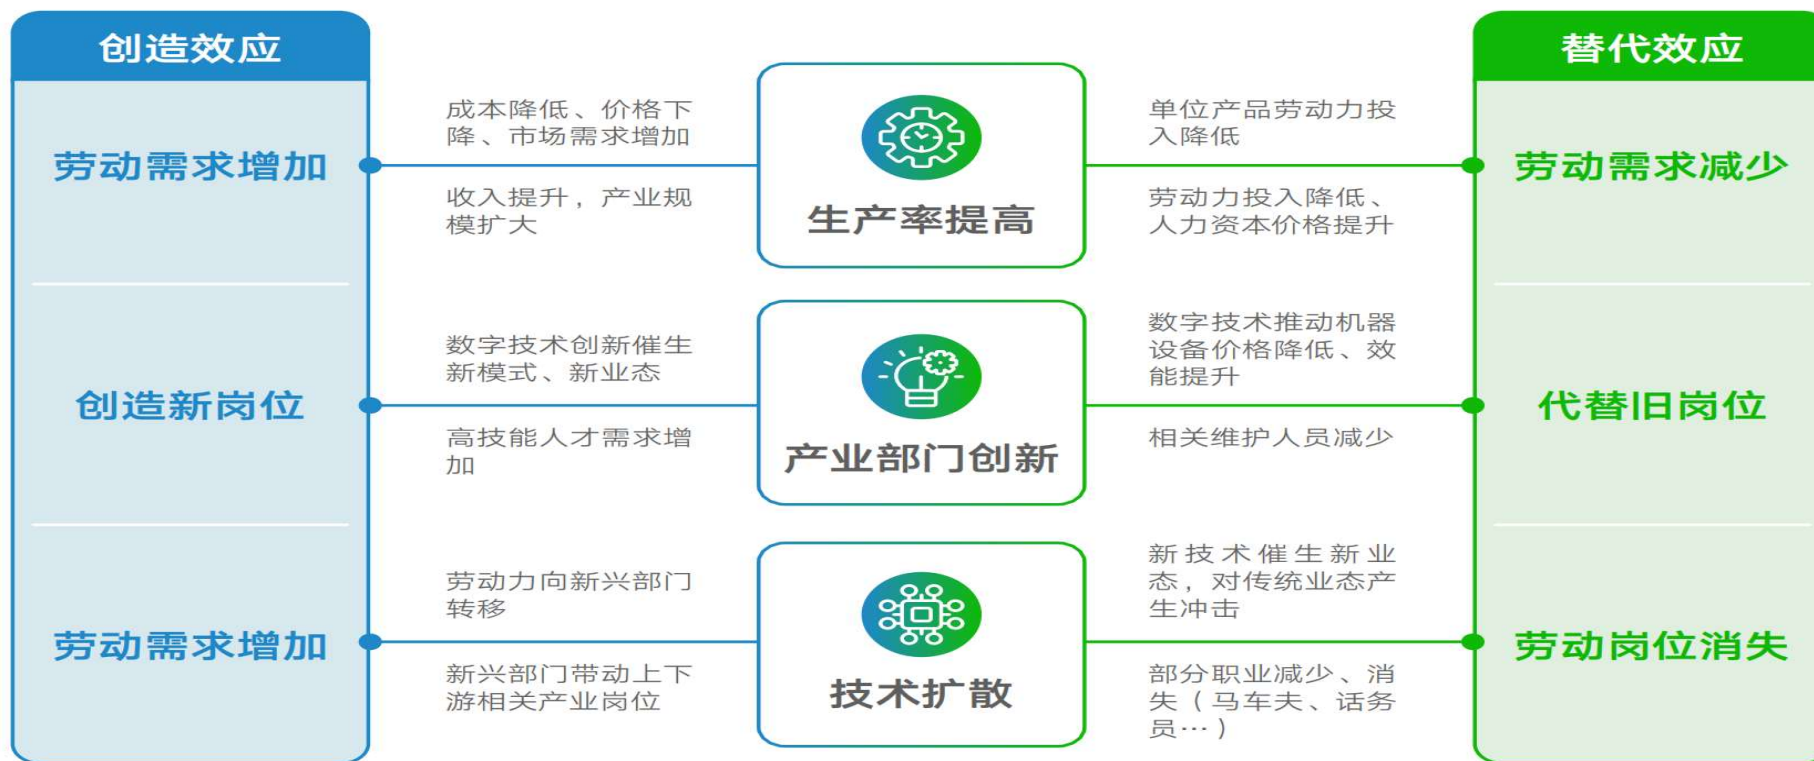 创造效应
替代效应
劳动需求增加
成本降低、价格下
降、市场需求增加
收入提升，产业规
模扩大
生产率提高
单位产品劳动力投
入降低
劳动力投入降低、
人力资本价格提升
劳动需求减少
创造新岗位
数字技术创新催生
新模式、新业态
高技能人才需求增
加
产业部门创新
数字技术推动机器
设备价格降低、效
能提升
相关维护人员减少
代替旧岗位
劳动需求增加
劳动力向新兴部门
转移
新兴部门带动上下
游相关产业岗位
技术扩散
新技术催生新业
态，对传统业态产
生冲击
部分职业减少、消
失（马车夫、话务
员…）
劳动岗位消失